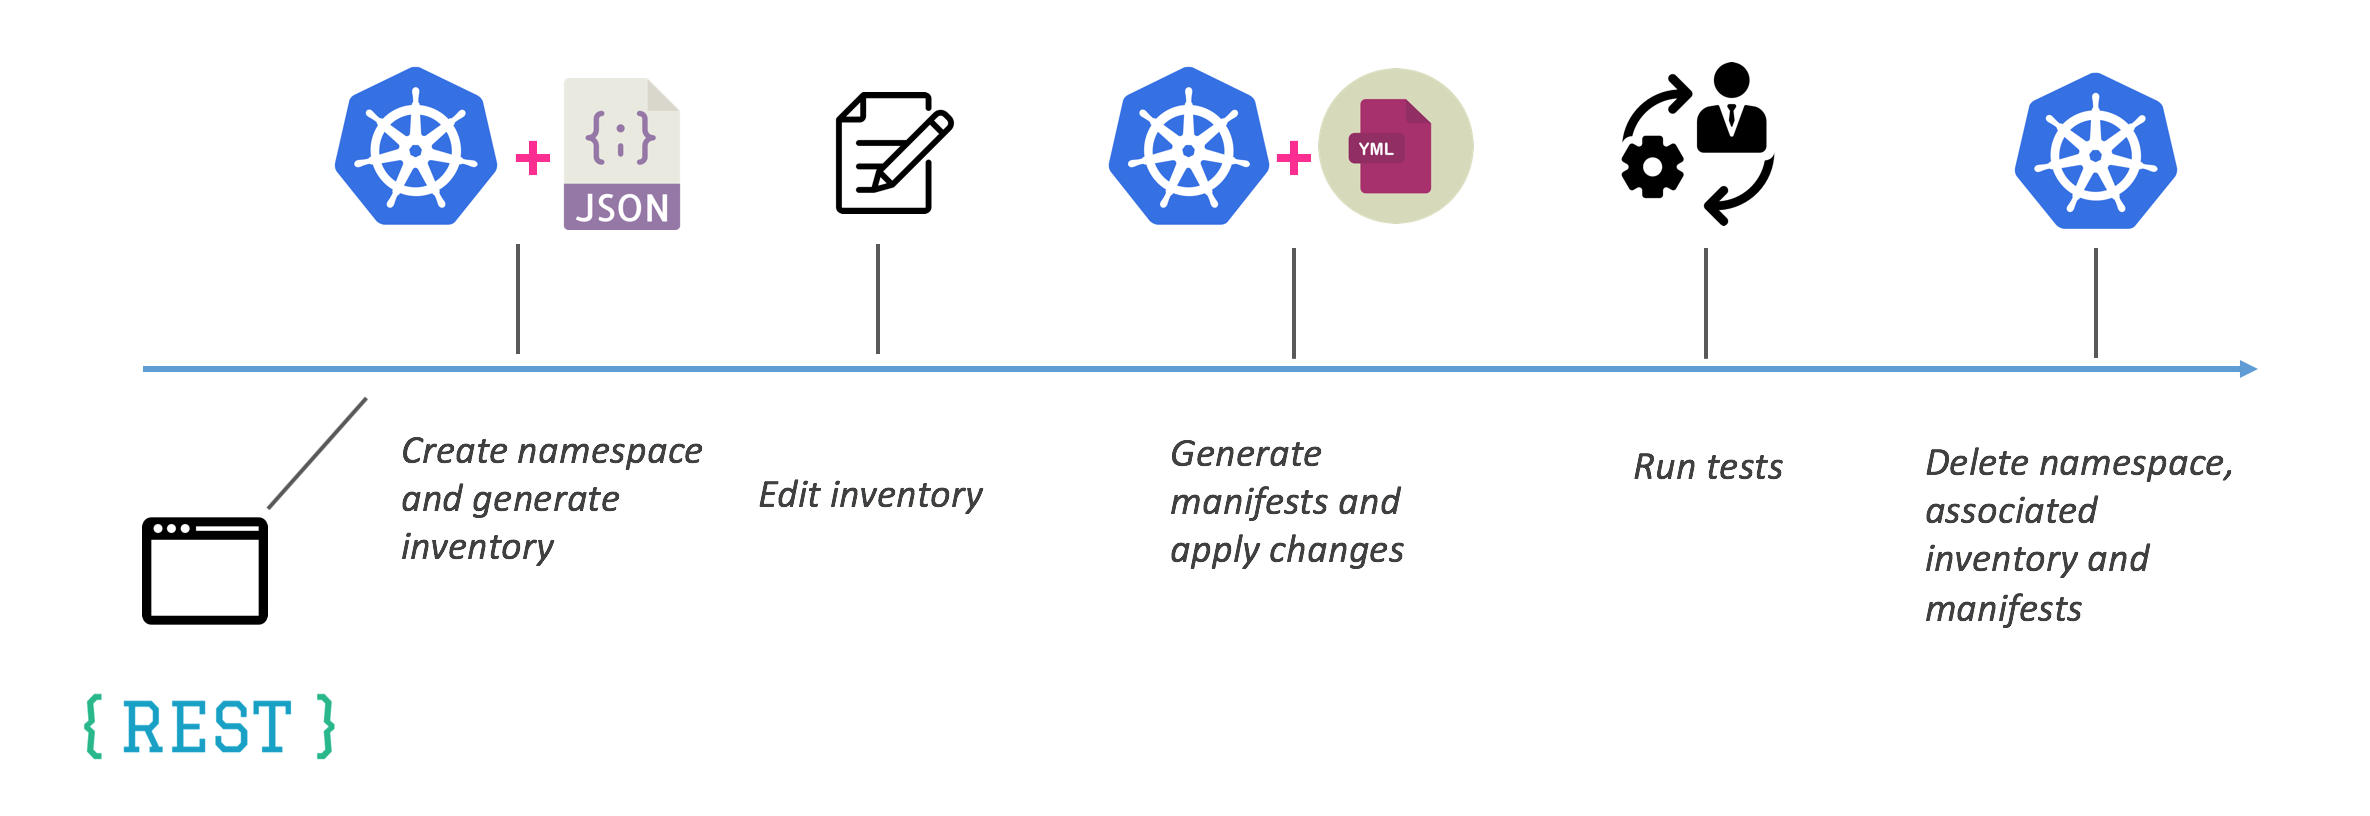 {;}
JSON
YML
Create namespace
and generate
inventory
Edit inventory
Generate
manifests and
apply changes
Run tests
Delete namespace,
associated
inventory and
manifests
{ REST }